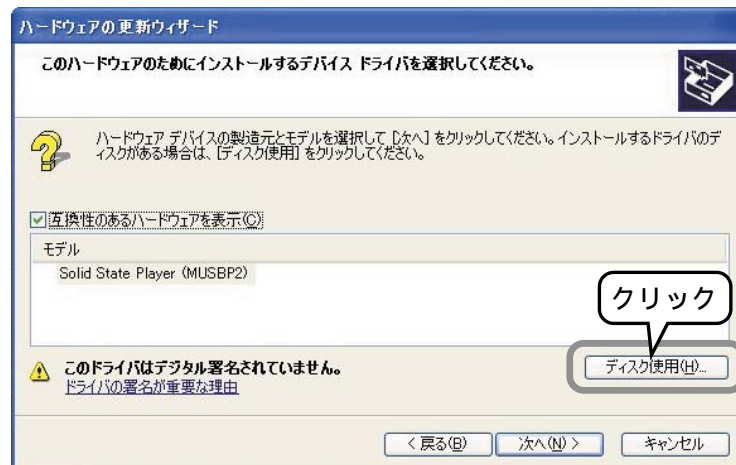 ハードウェアの更新ウィザード
このハードウェアのためにインストールするデバイス ドライバを選択してください。
ハードウェア デバイスの製造元とモデルを選択して [次へ] をクリックしてください。インストールするドライバのデ
ィスクがある場合は、[ディスク使用] をクリックしてください。
互換性のあるハードウェアを表示(C)
モデル
Solid State Player (MUSBP2)
クリック
このドライバはデジタル署名されていません。
ディスク使用(H)...
ドライバの署名が重要な理由
< 戻る(B)
次へ(N) >
キャンセル